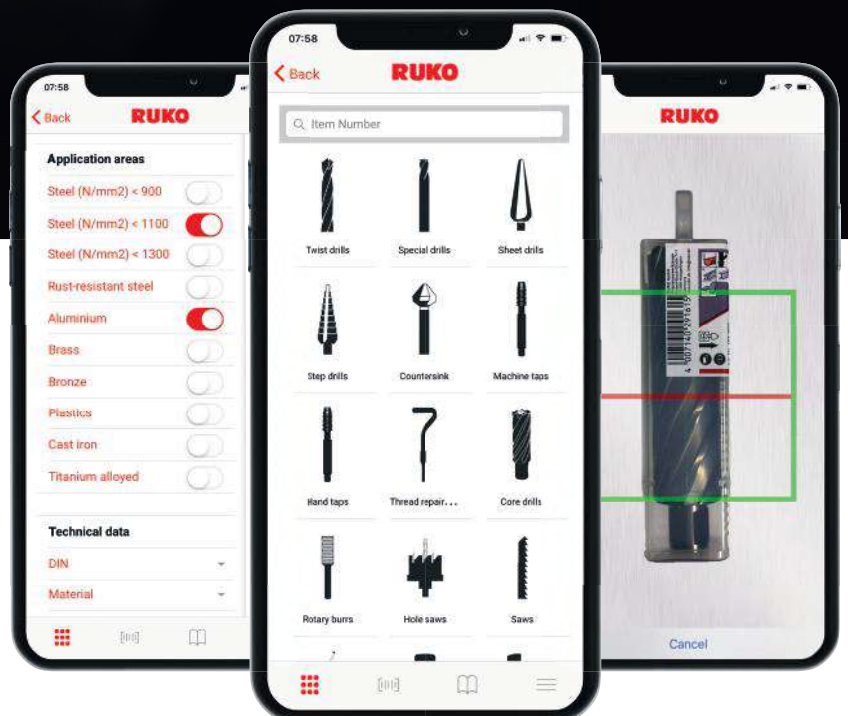 07:58
Back
RUKO
Application areas
Steel (N/mm2) < 900
Steel (N/mm2) < 1100
Steel (N/mm2) < 1300
Rust-resistant steel
Aluminium
Brass
Bronze
Plastics
Cast iron
Titanium alloyed
Technical data
DIN
Material
07:58
Back
RUKO
Item Number
Twist drills Special drills Sheet drills
Step drills Countersink Machine taps
Hand taps Thread repair... Core drills
Rotary burrs Hole saws Saws
RUKO
4 007140 291615
Cancel